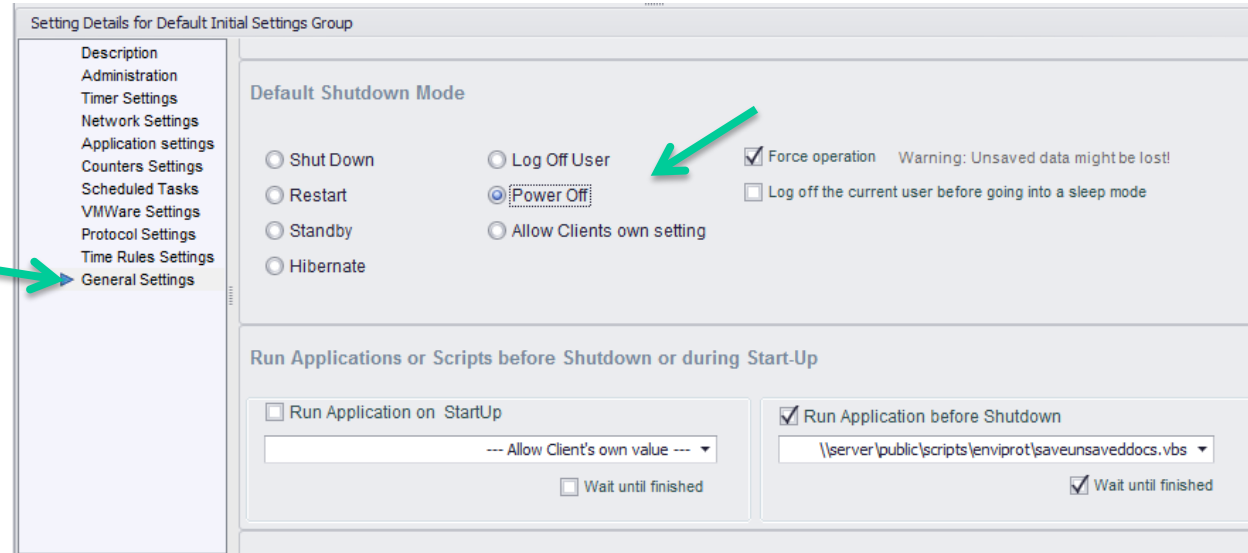 Setting Details for Default Initial Settings Group
Description
Administration
Timer Settings
Network Settings
Application settings
Counters Settings
Scheduled Tasks
VMWare Settings
Protocol Settings
Time Rules Settings
General Settings
Default Shutdown Mode
Shut Down
Log Off User
Force operation Warning: Unsaved data might be lost!
Restart
Power Off
Log off the current user before going into a sleep mode
Standby
Allow Clients own setting
Hibernate
Run Applications or Scripts before Shutdown or during Start-Up
Run Application on StartUp
--- Allow Client's own value ---
Wait until finished
Run Application before Shutdown
\\server\public\scripts\enviprot\saveunsaveddocs.vbs
Wait until finished